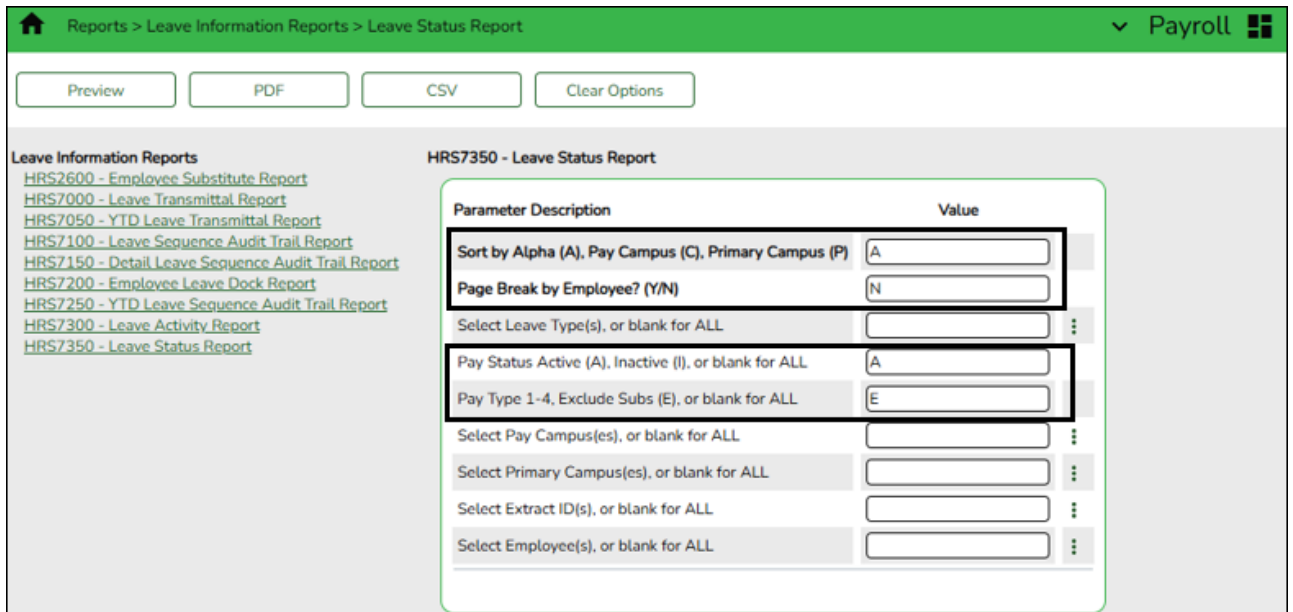 Reports > Leave Information Reports > Leave Status Report
Payroll
Preview
PDF
CSV
Clear Options
Leave Information Reports
HRS2600 - Employee Substitute Report
HRS7000 - Leave Transmittal Report
HRS7050 - YTD Leave Transmittal Report
HRS7100 - Leave Sequence Audit Trail Report
HRS7150 - Detail Leave Sequence Audit Trail Report
HRS7200 - Employee Leave Dock Report
HRS7250 - YTD Leave Sequence Audit Trail Report
HRS7300 - Leave Activity Report
HRS7350 - Leave Status Report
HRS7350 - Leave Status Report
Parameter Description Value
Sort by Alpha (A), Pay Campus (C), Primary Campus (P) A
Page Break by Employee? (Y/N) N
Select Leave Type(s), or blank for ALL
Pay Status Active (A), Inactive (I), or blank for ALL A
Pay Type 1-4, Exclude Subs (E), or blank for ALL E
Select Pay Campus(es), or blank for ALL
Select Primary Campus(es), or blank for ALL
Select Extract ID(s), or blank for ALL
Select Employee(s), or blank for ALL